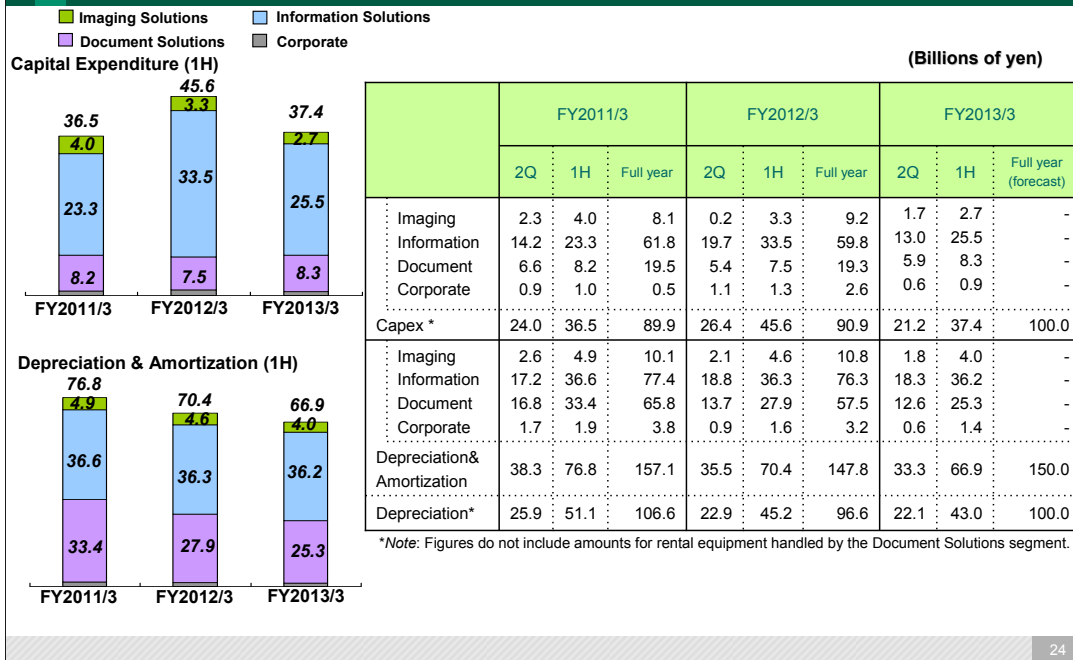 Imaging Solutions Information Solutions
Document Solutions Corporate
(Billions of yen)
Capital Expenditure (1H)
45.6
3.3
36.5
37.4
4.0
2.7
33.5
23.3
25.5
8.2
7.5
8.3
FY2011/3 FY2012/3 FY2013/3
Depreciation & Amortization (1H)
76.8
4.9
70.4
4.6
66.9
4.0
36.6
36.3
36.2
33.4
27.9
25.3
FY2011/3 FY2012/3 FY2013/3
FY2011/3 FY2012/3 FY2013/3
2Q 1H Full year 2Q 1H Full year 2Q 1H Full year (forecast)
Imaging 2.3 4.0 8.1 0.2 3.3 9.2 1.7 2.7 -
Information 14.2 23.3 61.8 19.7 33.5 59.8 13.0 25.5 -
Document 6.6 8.2 19.5 5.4 7.5 19.3 5.9 8.3 -
Corporate 0.9 1.0 0.5 1.1 1.3 2.6 0.6 0.9 -
Capex * 24.0 36.5 89.9 26.4 45.6 90.9 21.2 37.4 100.0
Imaging 2.6 4.9 10.1 2.1 4.6 10.8 1.8 4.0 -
Information 17.2 36.6 77.4 18.8 36.3 76.3 18.3 36.2 -
Document 16.8 33.4 65.8 13.7 27.9 57.5 12.6 25.3 -
Corporate 1.7 1.9 3.8 0.9 1.6 3.2 0.6 1.4 -
Depreciation& Amortization 38.3 76.8 157.1 35.5 70.4 147.8 33.3 66.9 150.0
Depreciation* 25.9 51.1 106.6 22.9 45.2 96.6 22.1 43.0 100.0
*Note: Figures do not include amounts for rental equipment handled by the Document Solutions segment.
24